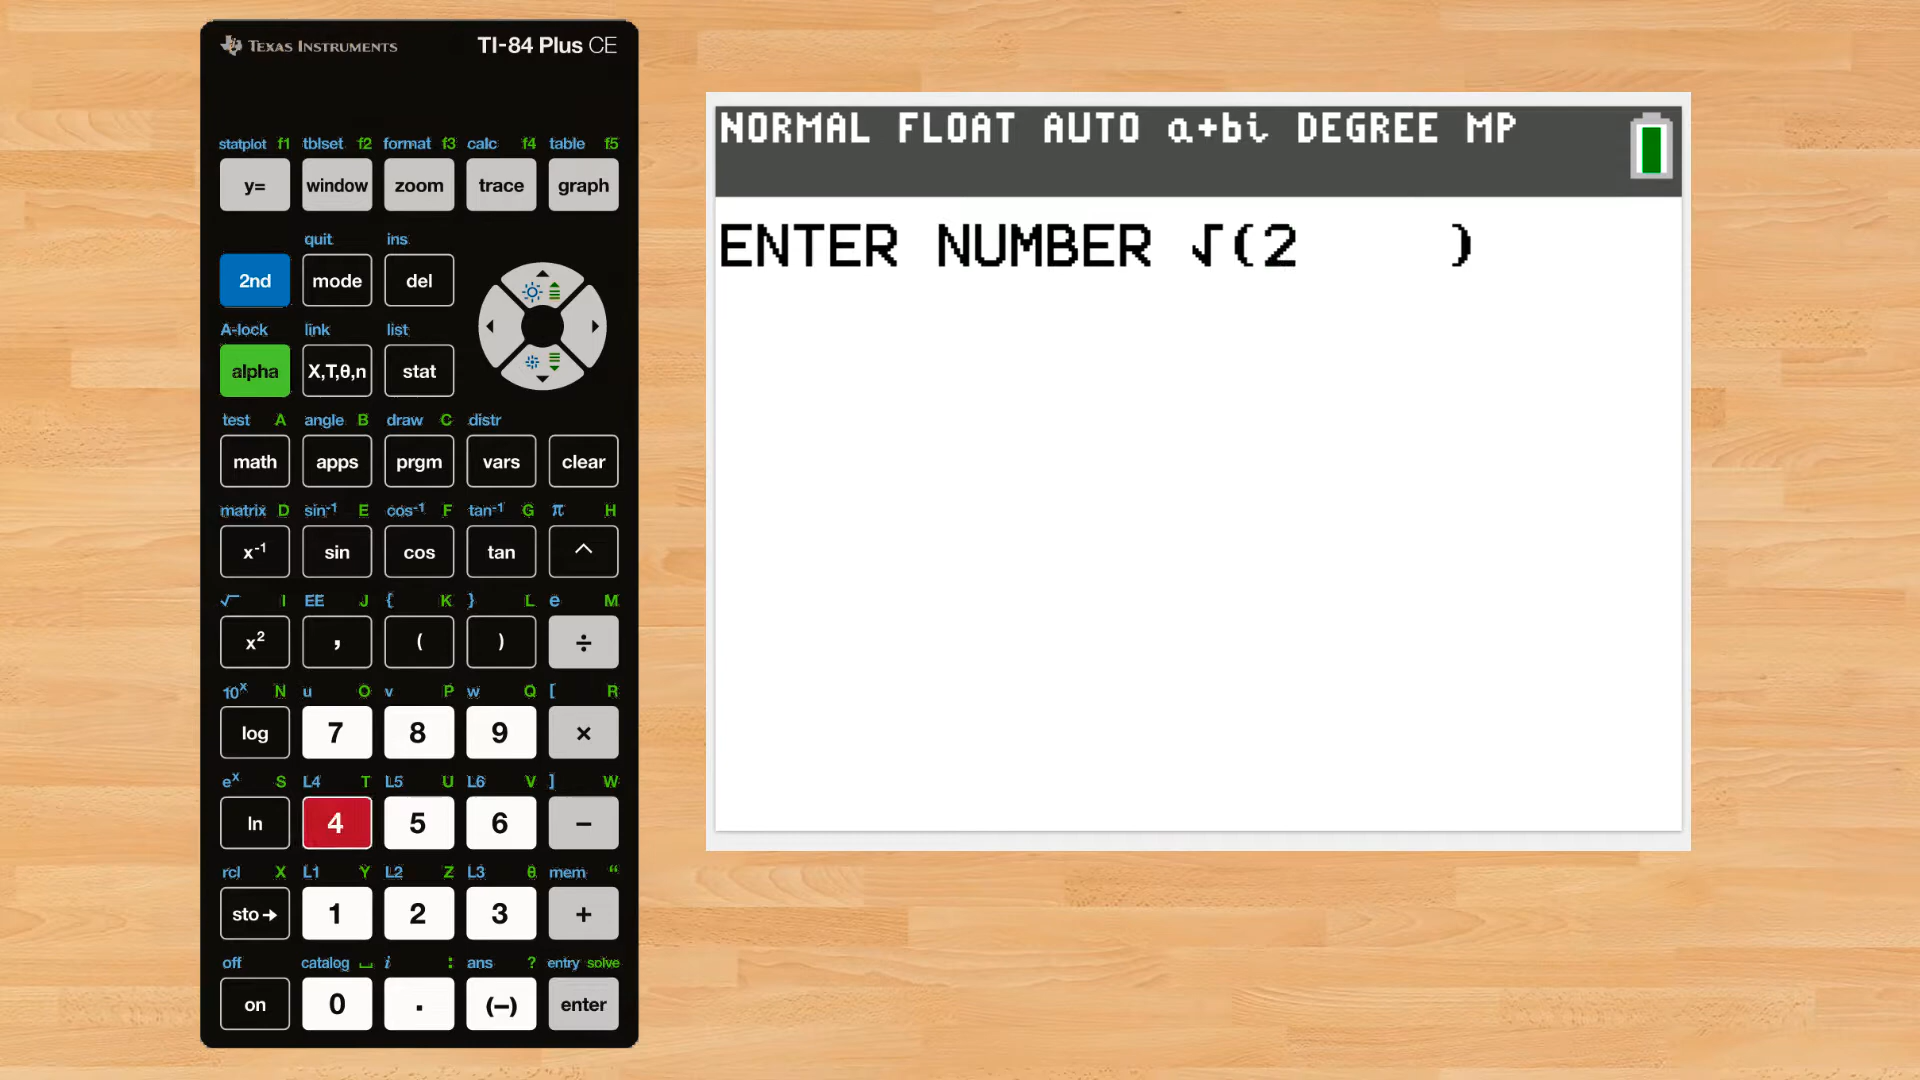 TEXAS INSTRUMENTS TI-84 Plus CE
statplot f1 tblset f2 format f3 calc f4 table f5
y= window zoom trace graph
quit ins
2nd mode del
A-lock link list
alpha X,T,θ,n stat
test A angle B draw C distr
math apps prgm vars clear
matrix D sin⁻¹ E cos⁻¹ F tan⁻¹ G π H
x⁻¹ sin cos tan ^
√ I EE J { K } L e M
x² , ( ) ÷
10ˣ N u O v P w Q [ R
log 7 8 9 ×
eˣ S L4 T L5 U L6 V ] W
ln 4 5 6 −
rcl X L1 Y L2 Z L3 θ mem “
sto→ 1 2 3 +
off catalog ⎵ i : ans ? entry solve
on 0 . (−) enter
NORMAL FLOAT AUTO a+bi DEGREE MP
ENTER NUMBER √(2    )